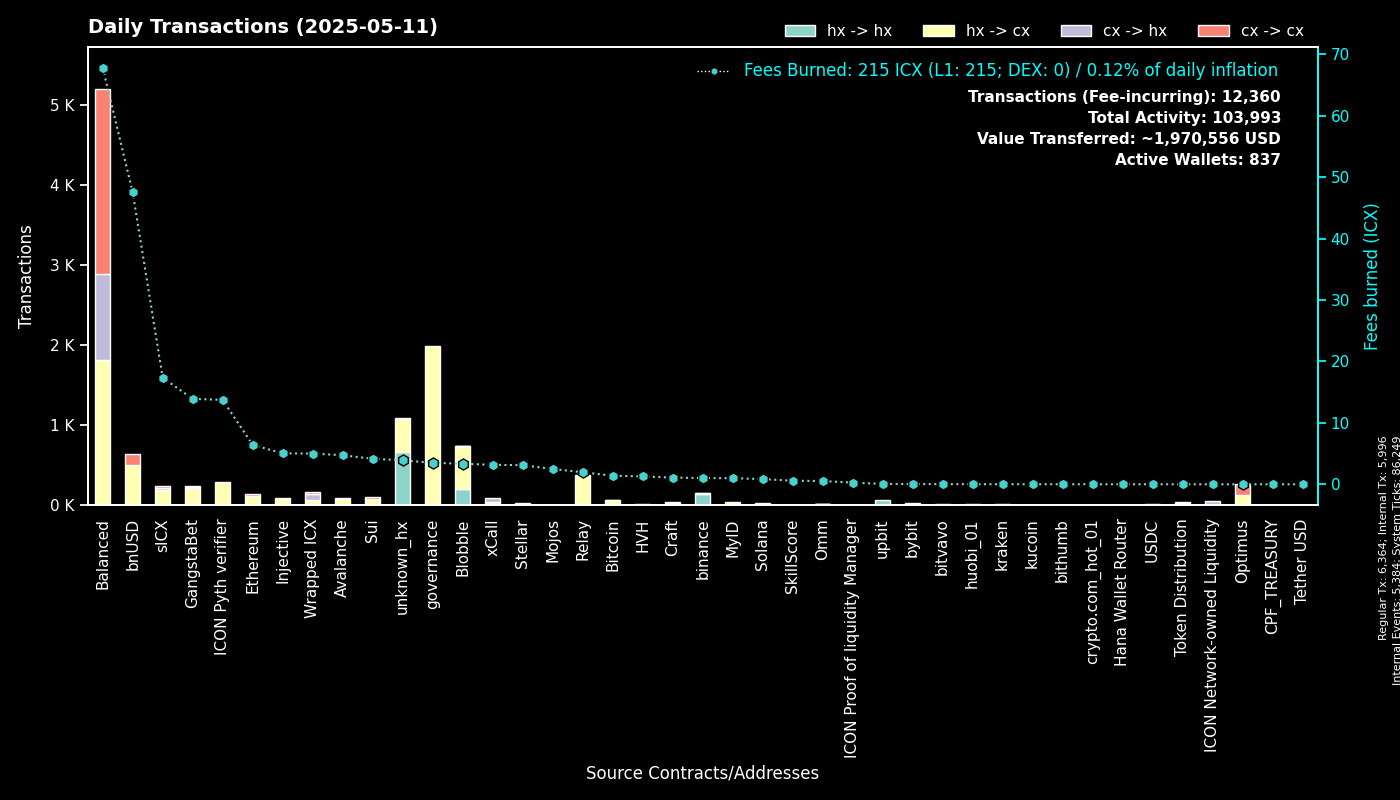 Daily Transactions (2025-05-11)
hx -> hx
hx -> cx
cx -> hx
cx -> cx
Fees Burned: 215 ICX (L1: 215; DEX: 0) / 0.12% of daily inflation
Transactions (Fee-incurring): 12,360
Total Activity: 103,993
Value Transferred: ~1,970,556 USD
Active Wallets: 837
Transactions
5 K
4 K
3 K
2 K
1 K
0 K
70
60
50
40
30
20
10
0
Fees burned (ICX)
Balanced
bnUSD
sICX
GangstaBet
ICON Pyth verifier
Ethereum
Injective
Wrapped ICX
Avalanche
Sui
unknown_hx
governance
Blobble
xCall
Stellar
Mojos
Relay
Bitcoin
HVH
Craft
binance
MyID
Solana
SkillScore
Omm
ICON Proof of liquidity Manager
upbit
bybit
bitvavo
huobi_01
kraken
kucoin
bithumb
crypto.com_hot_01
Hana Wallet Router
USDC
Token Distribution
ICON Network-owned Liquidity
Optimus
CPF_TREASURY
Tether USD
Source Contracts/Addresses
Regular Tx: 6,364; Internal Tx: 5,996
Internal Events: 5,384; System Ticks: 86,249